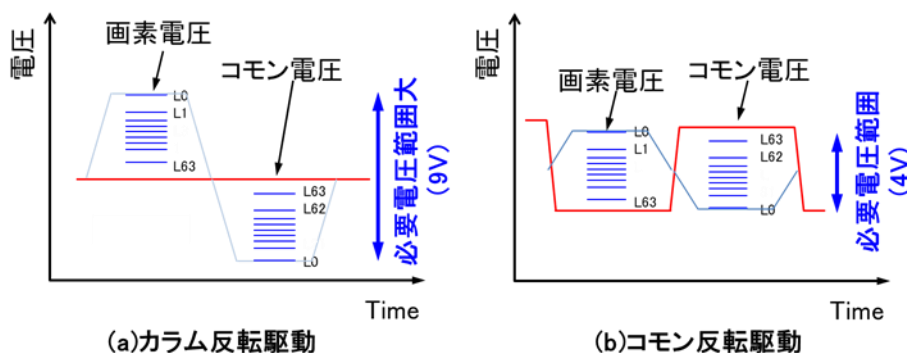 電圧
画素電圧
コモン電圧
L0
L1
L63
L63
L62
L0
必要電圧範囲大
(9V)
Time
(a)カラム反転駆動
電圧
画素電圧
コモン電圧
L0
L1
L63
L63
L62
L0
必要電圧範囲
(4V)
Time
(b)コモン反転駆動